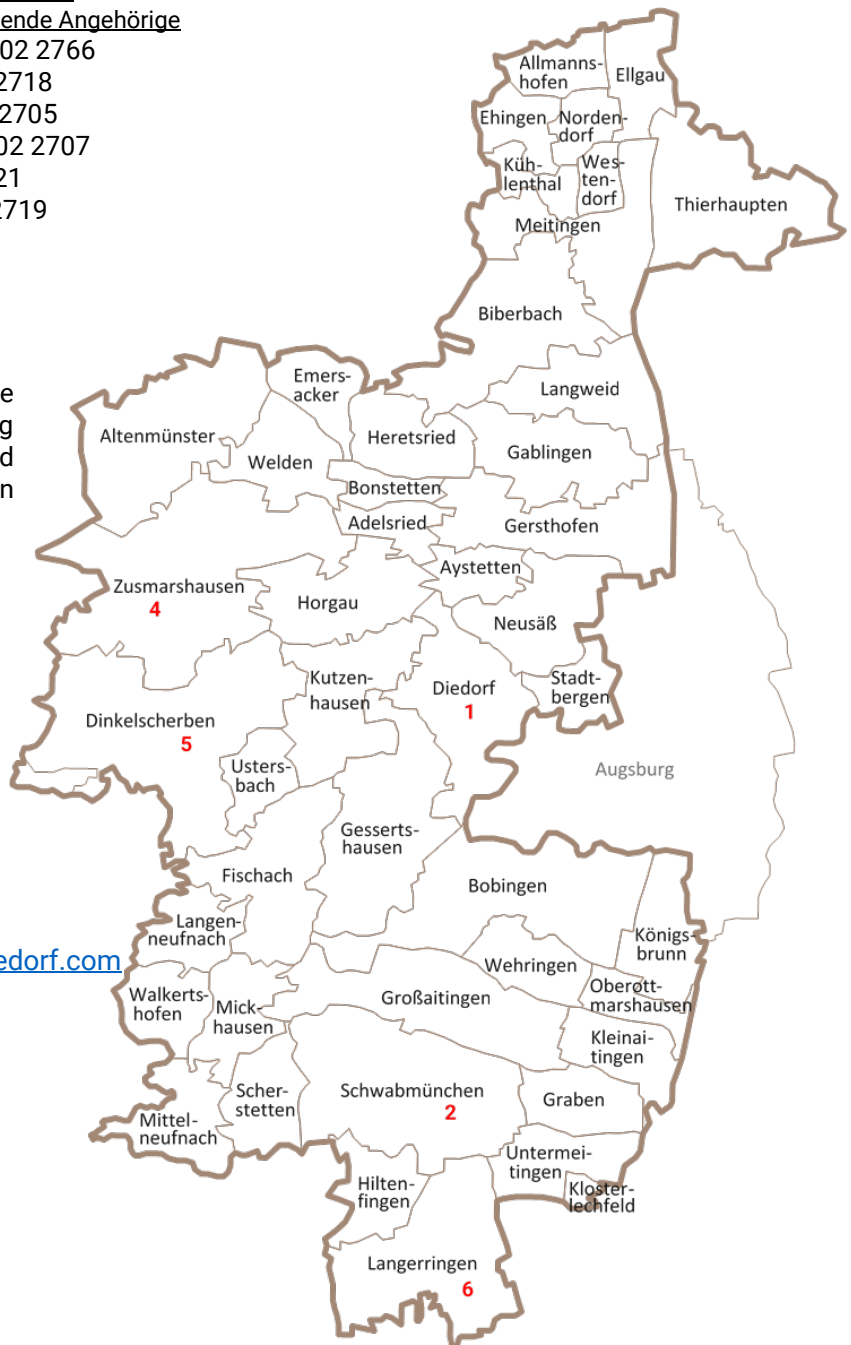 ende Angehörige
02 2766
2718
2705
02 2707
21
2719
e
g
d
n
edorf.com
Allmanns-
hofen
Ellgau
Ehingen
Norden-
dorf
Küh-
lenthal
Wes-
ten-
dorf
Thierhaupten
Meitingen
Biberbach
Emers-
acker
Langweid
Altenmünster
Heretsried
Gablingen
Welden
Bonstetten
Adelsried
Gersthofen
Aystetten
Zusmarshausen
4
Horgau
Neusäß
Kutzen-
hausen
Diedorf
1
Stadt-
bergen
Dinkelscherben
5
Usters-
bach
Augsburg
Gesserts-
hausen
Fischach
Bobingen
Langen-
neufnach
Königs-
brunn
Wehringen
Walkerts-
hofen
Mick-
hausen
Großaitingen
Oberott-
marshausen
Kleinai-
tingen
Scher-
stetten
Schwabmünchen
2
Graben
Mittel-
neufnach
Untermei-
tingen
Hilten-
fingen
Kloster-
lechfeld
Langerringen
6